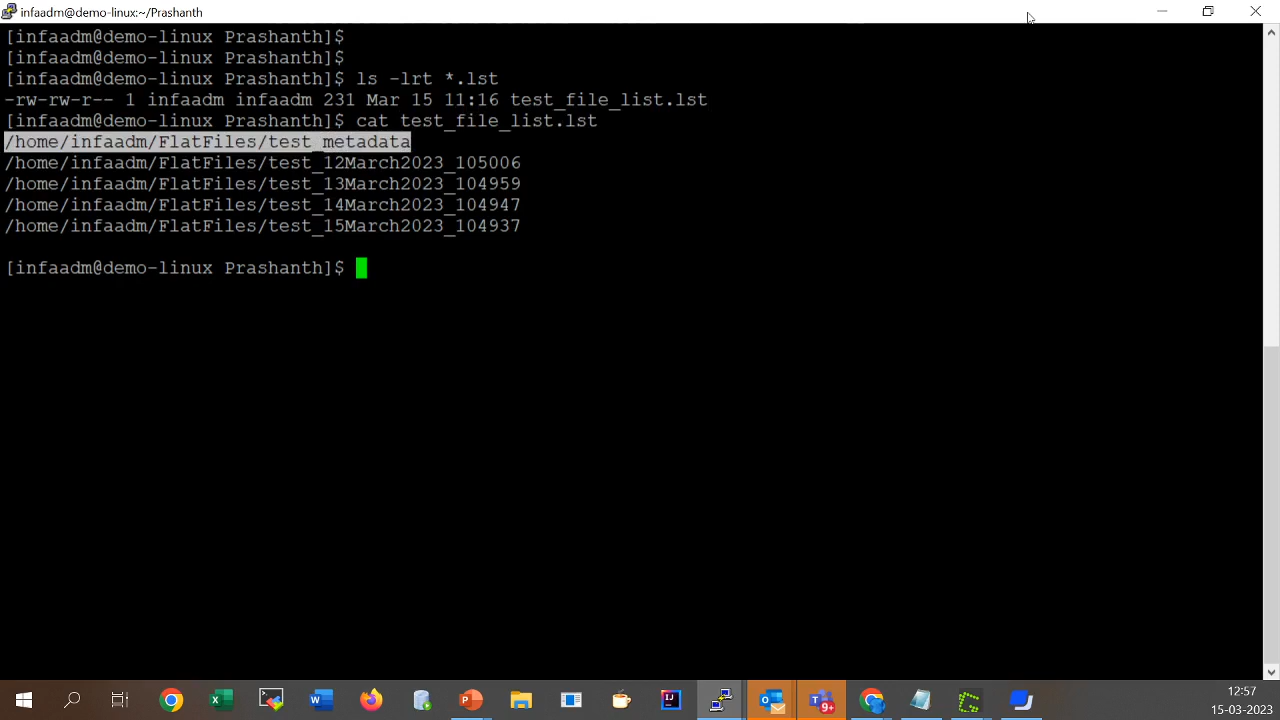 infaadm@demo-linux:~/Prashanth
[infaadm@demo-linux Prashanth]$
[infaadm@demo-linux Prashanth]$
[infaadm@demo-linux Prashanth]$ ls -lrt *.lst
-rw-rw-r-- 1 infaadm infaadm 231 Mar 15 11:16 test_file_list.lst
[infaadm@demo-linux Prashanth]$ cat test_file_list.lst
/home/infaadm/FlatFiles/test_metadata
/home/infaadm/FlatFiles/test_12March2023_105006
/home/infaadm/FlatFiles/test_13March2023_104959
/home/infaadm/FlatFiles/test_14March2023_104947
/home/infaadm/FlatFiles/test_15March2023_104937
[infaadm@demo-linux Prashanth]$
9+
12:57
15-03-2023